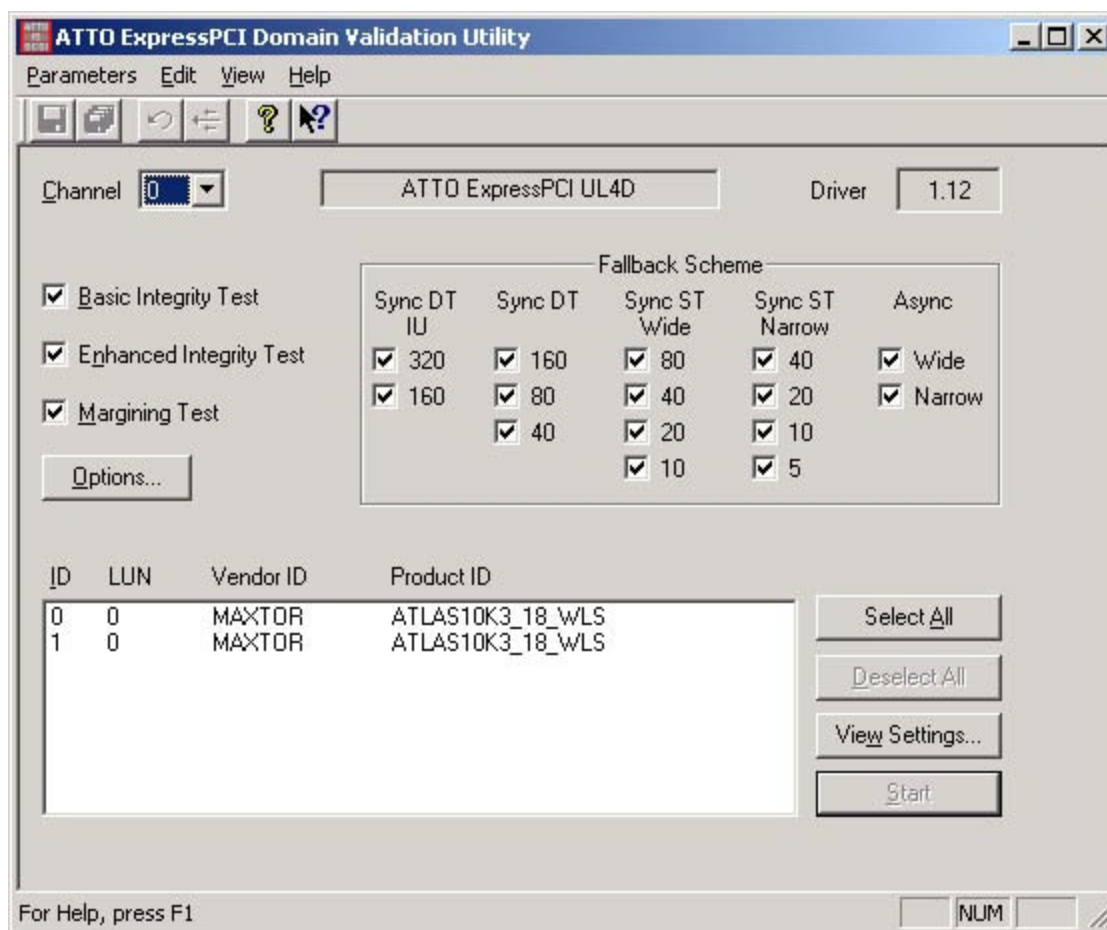 ATTO ExpressPCI Domain Validation Utility
Parameters Edit View Help
Channel 0 ATTO ExpressPCI UL4D Driver 1.12
Fallback Scheme
Basic Integrity Test
Enhanced Integrity Test
Margining Test
Options...
Sync DT IU Sync DT Sync ST Wide Sync ST Narrow Async
320 160 80 40 Wide
160 80 40 20 Narrow
40 20 10
10 5
ID LUN Vendor ID Product ID
0 0 MAXTOR ATLAS10K3_18_WLS
1 0 MAXTOR ATLAS10K3_18_WLS
Select All
Deselect All
View Settings...
Start
For Help, press F1 NUM